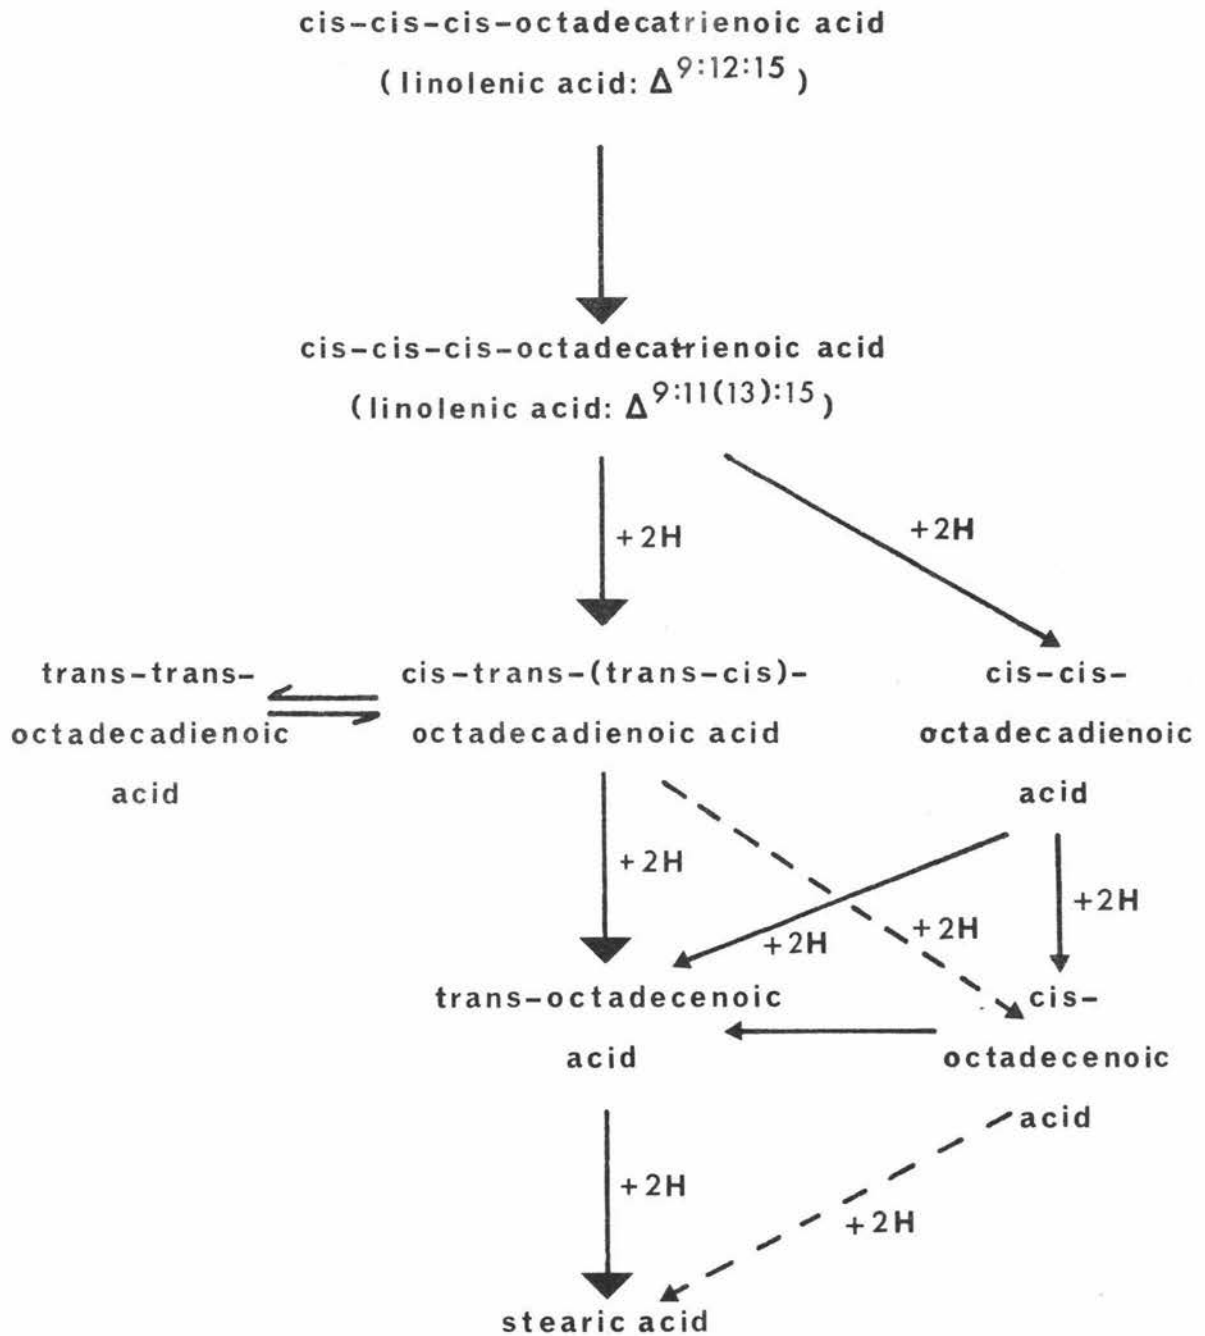 cis-cis-cis-octadecatrienoic acid
(linolenic acid: Δ9:12:15)
cis-cis-cis-octadecatrienoic acid
(linolenic acid: Δ9:11(13):15)
+2H
+2H
trans-trans-
octadecadienoic
acid
cis-trans-(trans-cis)-
octadecadienoic acid
cis-cis-
octadecadienoic
acid
+2H
+2H
+2H
+2H
trans-octadecenoic
acid
cis-
octadecenoic
acid
+2H
+2H
stearic acid